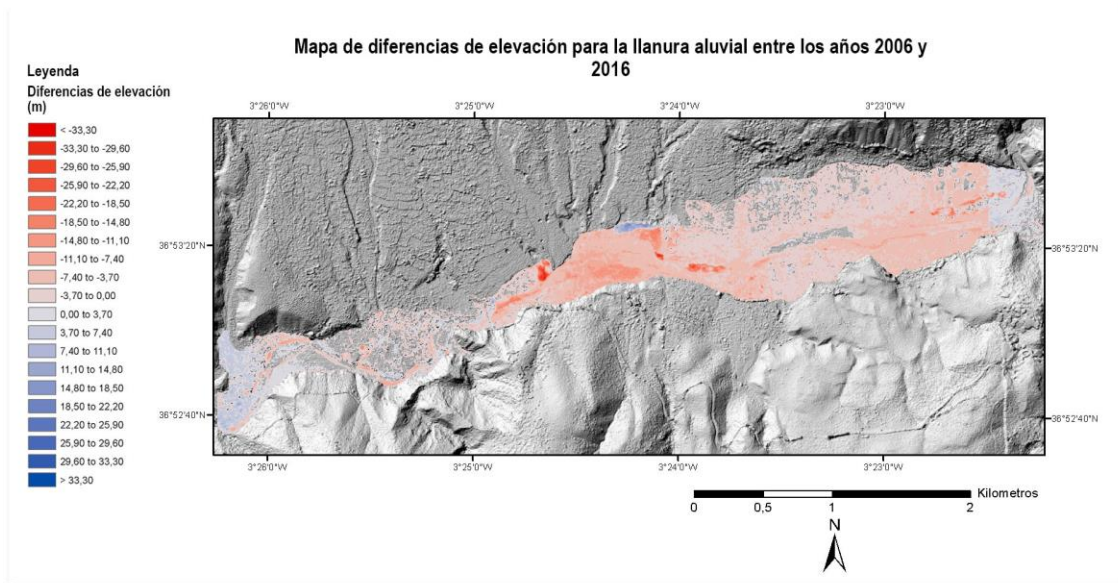 Mapa de diferencias de elevación para la llanura aluvial entre los años 2006 y
2016
Leyenda
Diferencias de elevación
(m)
< -33,30
-33,30 to -29,60
-29,60 to -25,90
-25,90 to -22,20
-22,20 to -18,50
-18,50 to -14,80
-14,80 to -11,10
-11,10 to -7,40
-7,40 to -3,70
-3,70 to 0,00
0,00 to 3,70
3,70 to 7,40
7,40 to 11,10
11,10 to 14,80
14,80 to 18,50
18,50 to 22,20
22,20 to 25,90
25,90 to 29,60
29,60 to 33,30
> 33,30
3°26'0"W 3°25'0"W 3°24'0"W 3°23'0"W
36°53'20"N 36°53'20"N
36°52'40"N 36°52'40"N
3°26'0"W 3°25'0"W 3°24'0"W 3°23'0"W
Kilometros
0 0,5 1 2
N